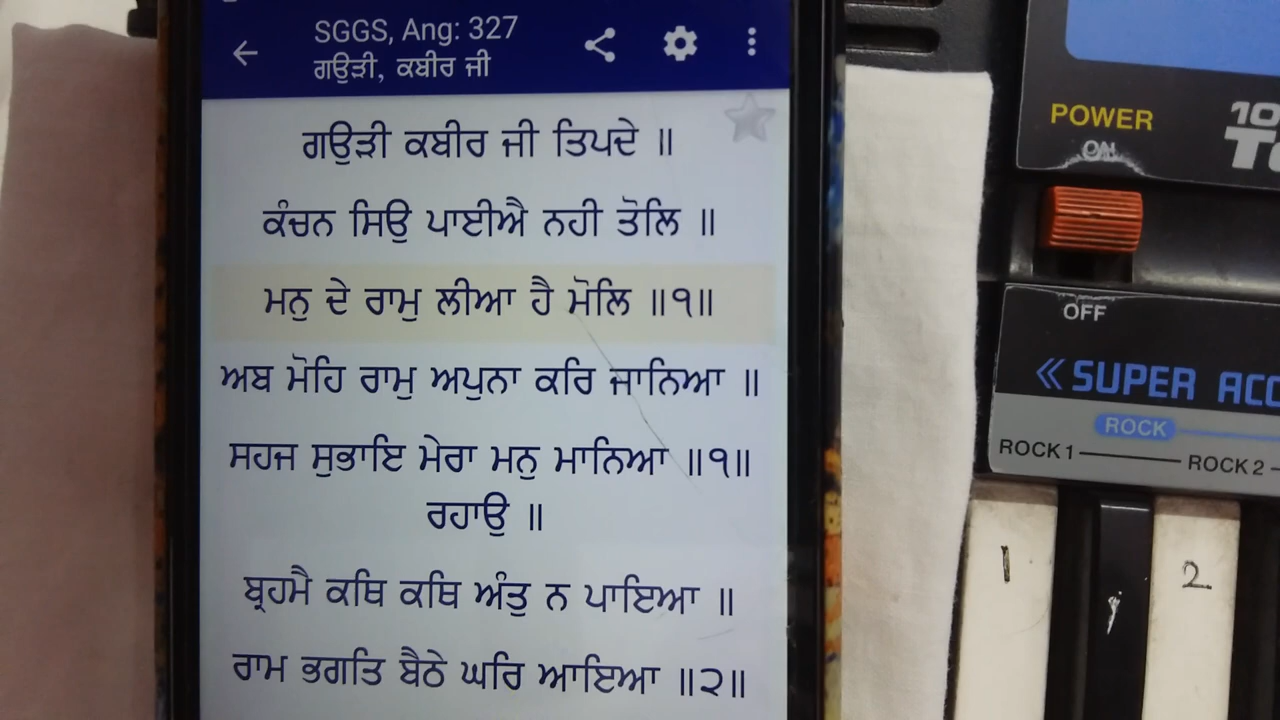 SGGS, Ang: 327
ਗਉੜੀ, ਕਬੀਰ ਜੀ
ਗਉੜੀ ਕਬੀਰ ਜੀ ਤਿਪਦੇ ॥
ਕੰਚਨ ਸਿਉ ਪਾਈਐ ਨਹੀ ਤੋਲਿ ॥
ਮਨੁ ਦੇ ਰਾਮੁ ਲੀਆ ਹੈ ਮੋਲਿ ॥੧॥
ਅਬ ਮੋਹਿ ਰਾਮੁ ਅਪੁਨਾ ਕਰਿ ਜਾਨਿਆ ॥
ਸਹਜ ਸੁਭਾਇ ਮੇਰਾ ਮਨੁ ਮਾਨਿਆ ॥੧॥
ਰਹਾਉ ॥
ਬ੍ਰਹਮੈ ਕਥਿ ਕਥਿ ਅੰਤੁ ਨ ਪਾਇਆ ॥
ਰਾਮ ਭਗਤਿ ਬੈਠੇ ਘਰਿ ਆਇਆ ॥੨॥
POWER
ON
OFF
SUPER
ROCK
ROCK 1
ROCK 2
1
2